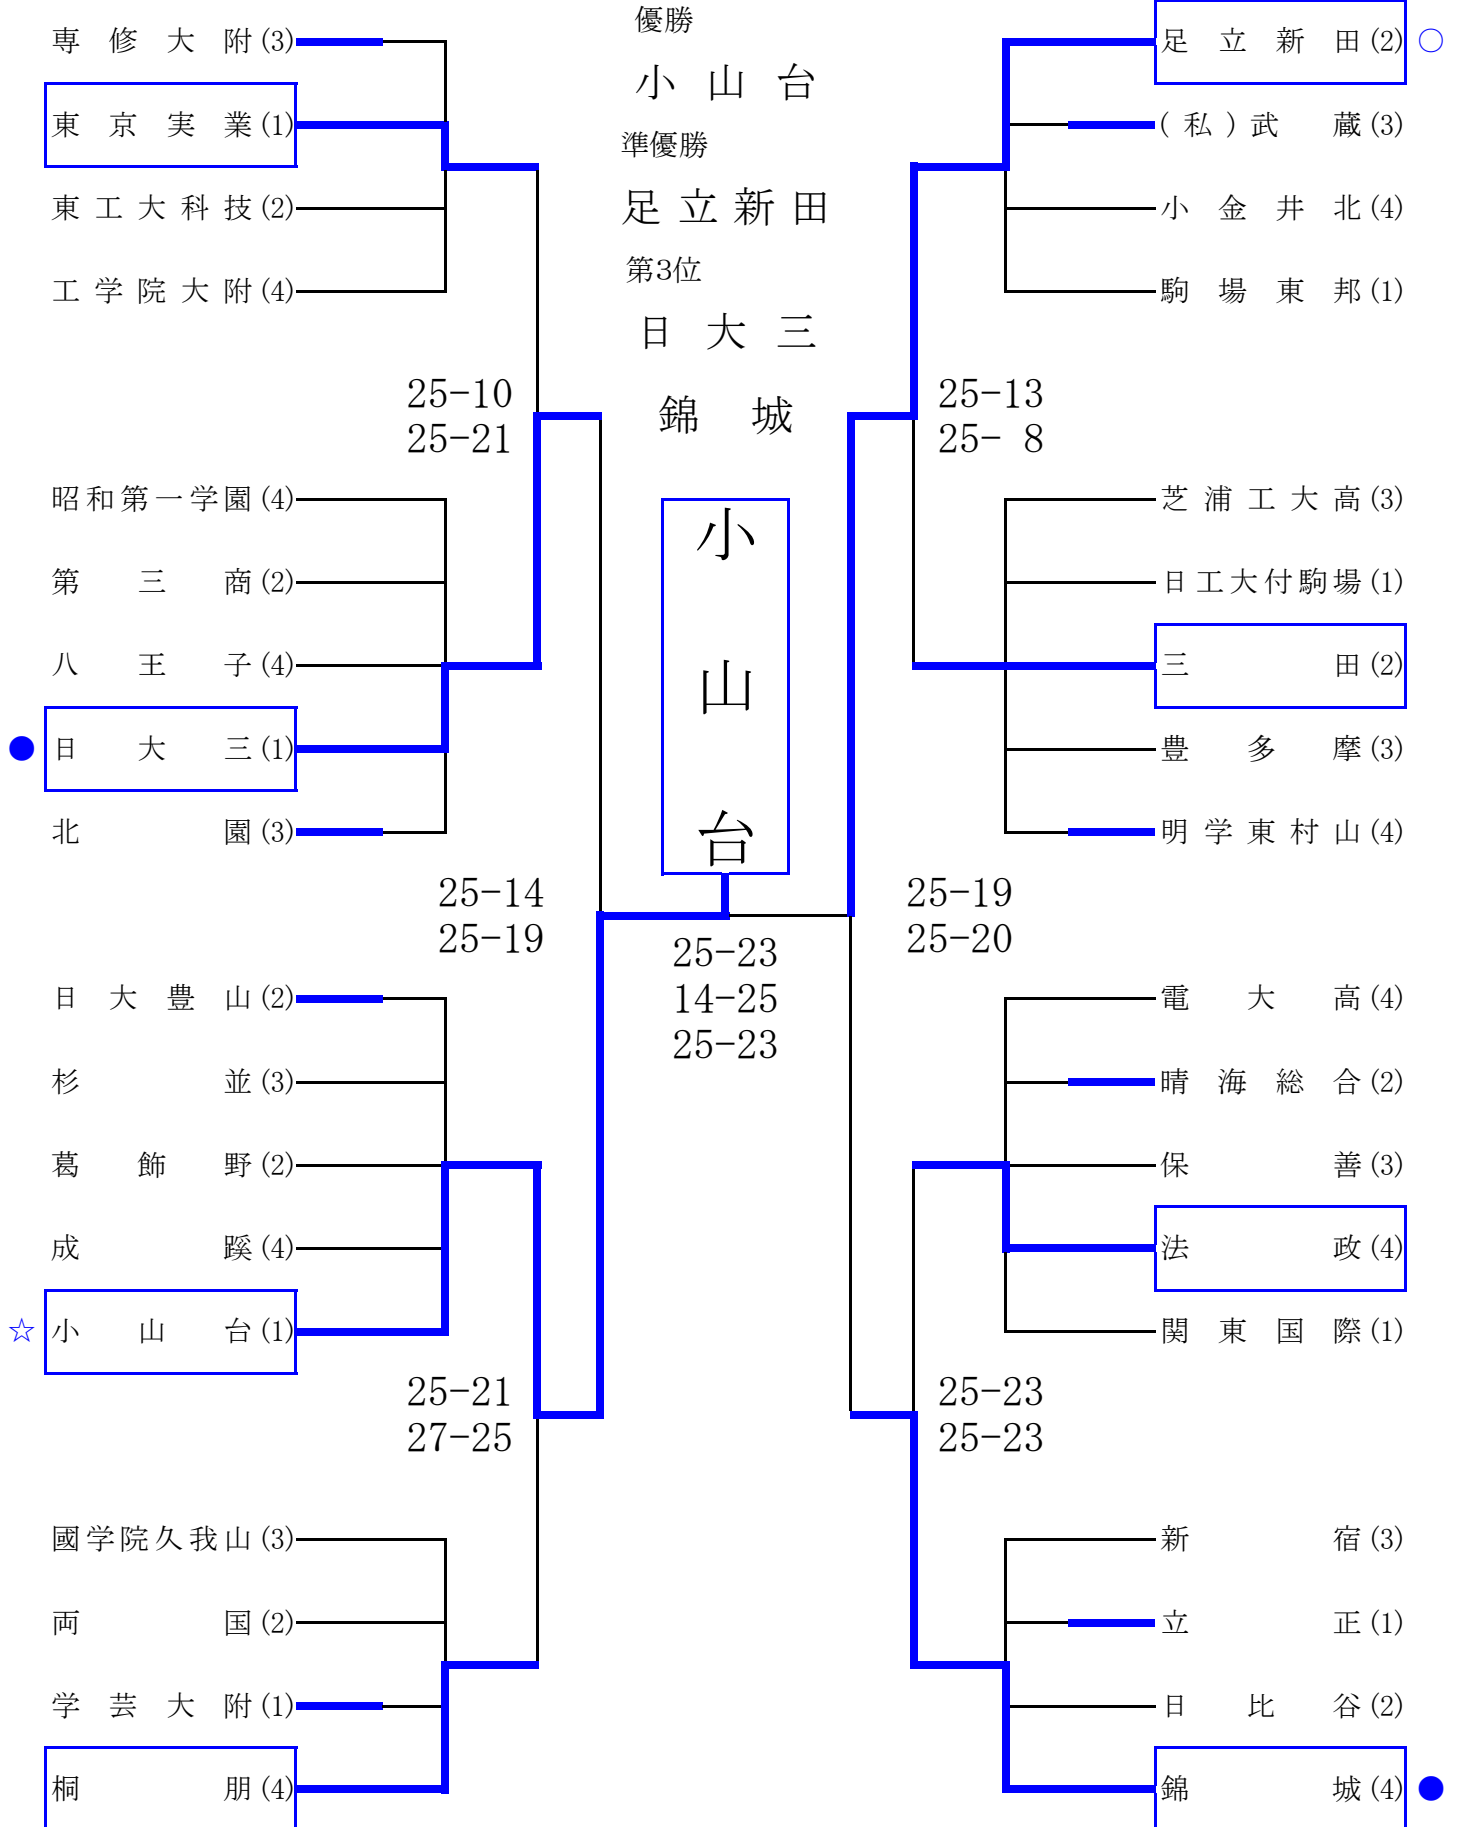 専修大附(3)
東京実業(1)
東工大科技(2)
工学院大附(4)
昭和第一学園(4)
第三商(2)
八王子(4)
●日大三(1)
北園(3)
日大豊山(2)
杉並(3)
葛飾野(2)
成蹊(4)
☆小山台(1)
國学院久我山(3)
両国(2)
学芸大附(1)
桐朋(4)
25-10
25-21
25-14
25-19
25-21
27-25
優勝
小山台
準優勝
足立新田
第3位
日大三
錦城
小山台
25-23
14-25
25-23
25-13
25- 8
25-19
25-20
25-23
25-23
足立新田(2)○
(私)武蔵(3)
小金井北(4)
駒場東邦(1)
芝浦工大高(3)
日工大付駒場(1)
三田(2)
豊多摩(3)
明学東村山(4)
電大高(4)
晴海総合(2)
保善(3)
法政(4)
関東国際(1)
新宿(3)
立正(1)
日比谷(2)
錦城(4)●